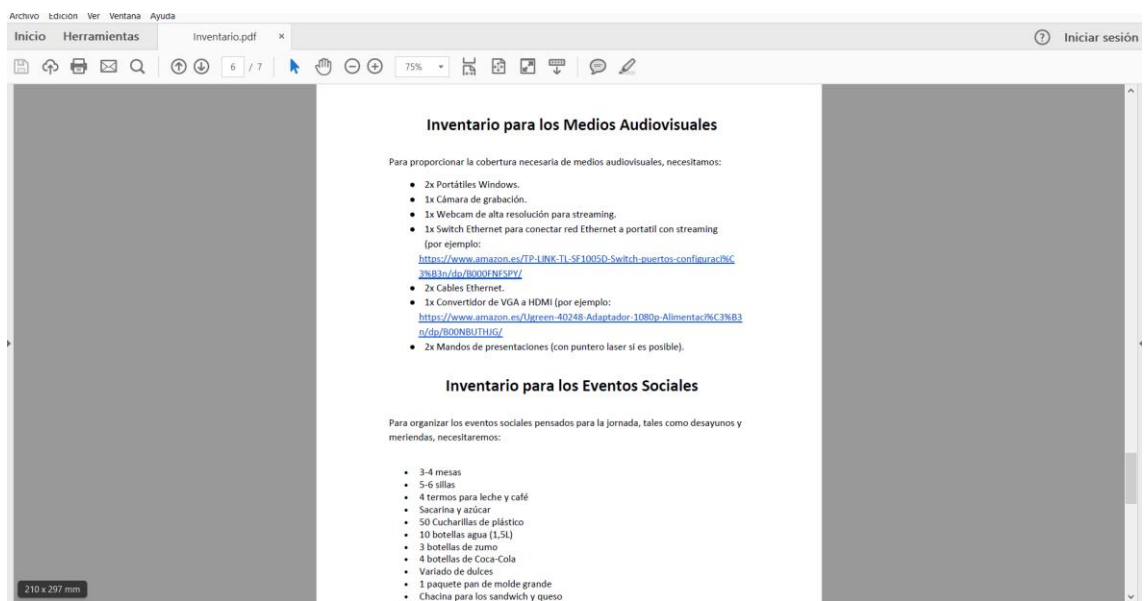 Archivo Edición Ver Ventana Ayuda
Inicio Herramientas Inventario.pdf × ? Iniciar sesión
6 / 7 75%
Inventario para los Medios Audiovisuales
Para proporcionar la cobertura necesaria de medios audiovisuales, necesitamos:
● 2x Portátiles Windows.
● 1x Cámara de grabación.
● 1x Webcam de alta resolución para streaming.
● 1x Switch Ethernet para conectar red Ethernet a portatil con streaming
(por ejemplo:
https://www.amazon.es/TP-LINK-TL-SF1005D-Switch-puertos-configuraci%C
3%B3n/dp/B000FNFSPY/
● 2x Cables Ethernet.
● 1x Convertidor de VGA a HDMI (por ejemplo:
https://www.amazon.es/Ugreen-40248-Adaptador-1080p-Alimentaci%C3%B3
n/dp/B00NBUTHJG/
● 2x Mandos de presentaciones (con puntero laser si es posible).
Inventario para los Eventos Sociales
Para organizar los eventos sociales pensados para la jornada, tales como desayunos y
meriendas, necesitaremos:
• 3-4 mesas
• 5-6 sillas
• 4 termos para leche y café
• Sacarina y azúcar
• 50 Cucharillas de plástico
• 10 botellas agua (1,5L)
• 3 botellas de zumo
• 4 botellas de Coca-Cola
• Variado de dulces
• 1 paquete pan de molde grande
• Chacina para los sandwich y queso
210 x 297 mm